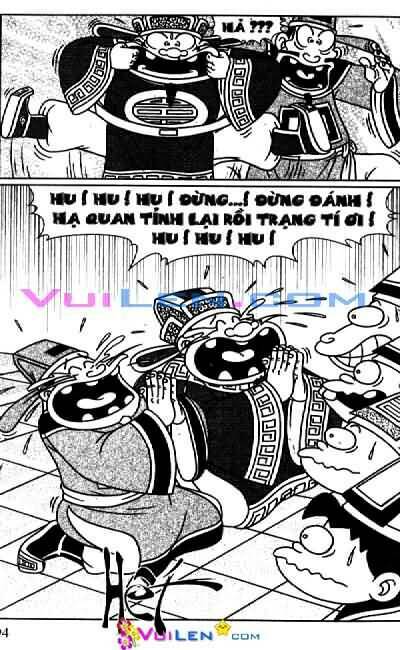 HẢ ???
HU ! HU ! HU ! ĐỪNG...! ĐỪNG ĐÁNH !
HẠ QUAN TỈNH LẠI RỒI TRẠNG TÍ ƠI !
HU ! HU ! HU !
VUILEN.COM
HẾT
94
VUILEN.com